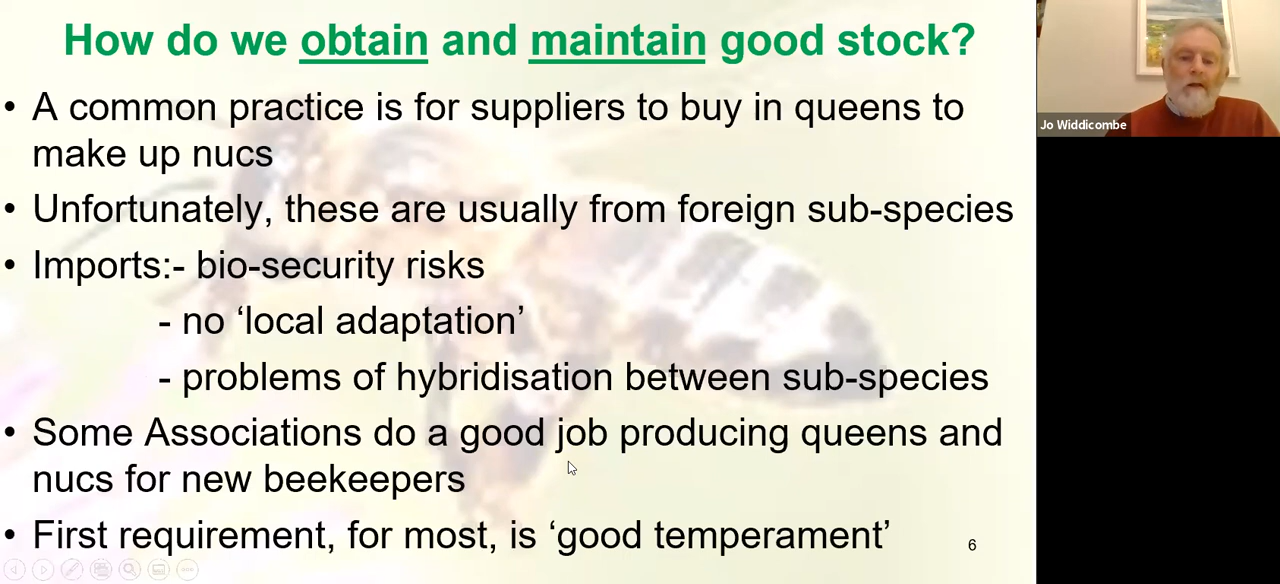 How do we obtain and maintain good stock?
• A common practice is for suppliers to buy in queens to
make up nucs
• Unfortunately, these are usually from foreign sub-species
• Imports:- bio-security risks
- no ‘local adaptation’
- problems of hybridisation between sub-species
• Some Associations do a good job producing queens and
nucs for new beekeepers
• First requirement, for most, is ‘good temperament’
6
Jo Widdicombe